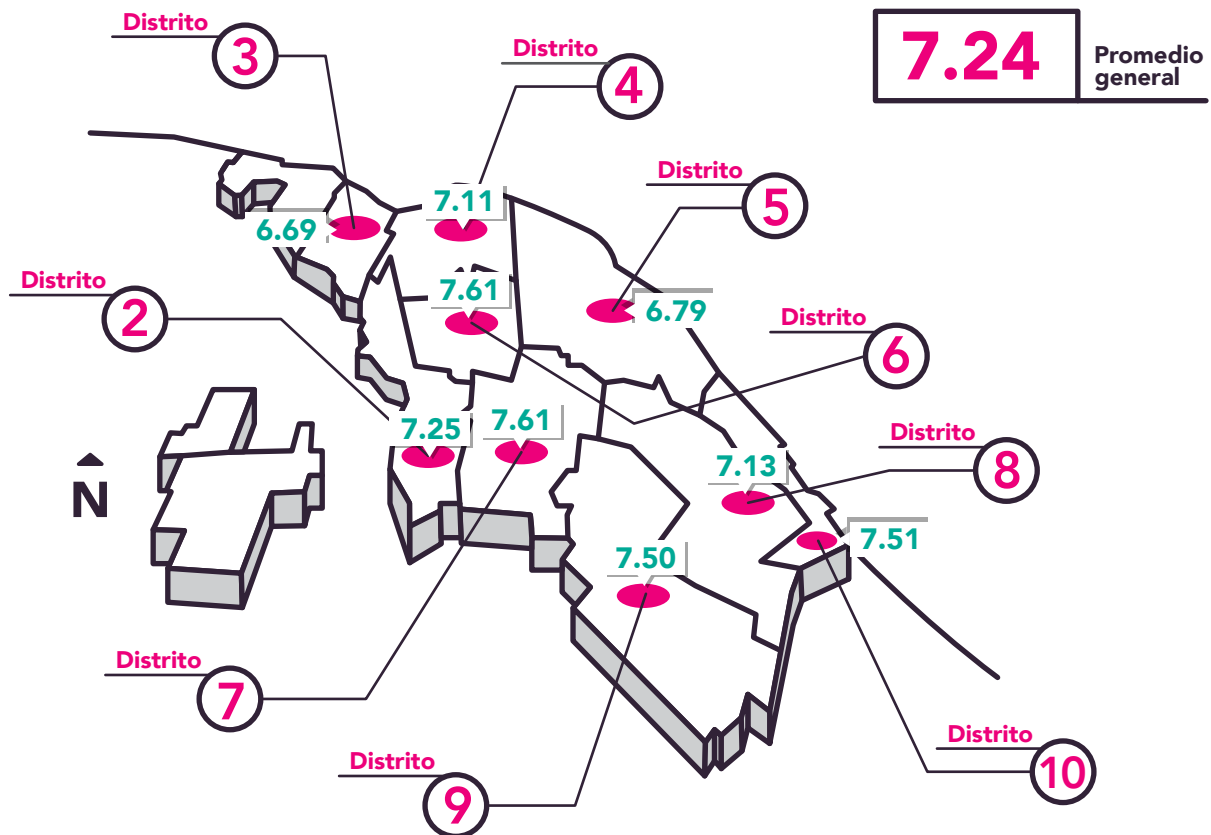 Distrito
3
Distrito
4
7.24
Promedio
general
Distrito
5
7.11
6.69
Distrito
2
7.61
6.79
Distrito
6
7.25
7.61
Distrito
8
7.13
N
7.51
7.50
Distrito
7
Distrito
10
Distrito
9